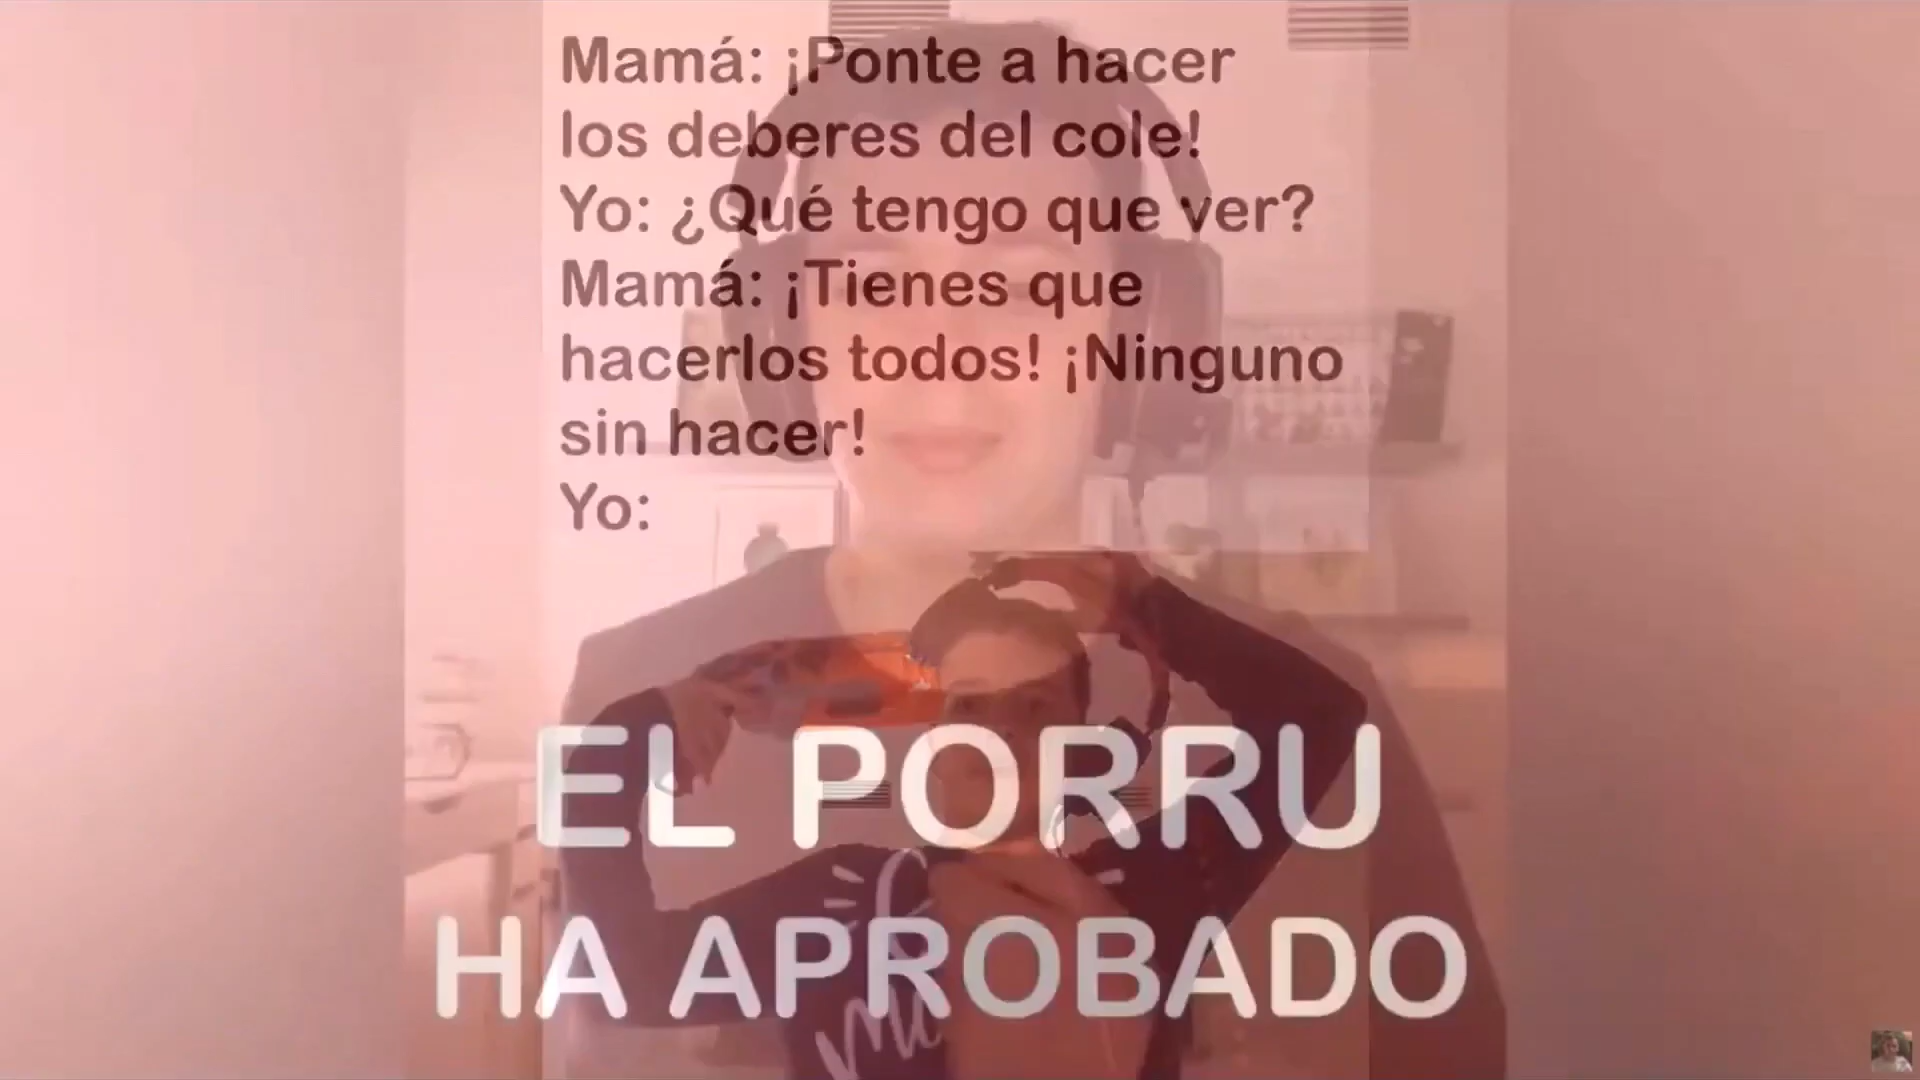 Mamá: ¡Ponte a hacer
los deberes del cole!
Yo: ¿Qué tengo que ver?
Mamá: ¡Tienes que
hacerlos todos! ¡Ninguno
sin hacer!
Yo:
EL PORRU
HA APROBADO